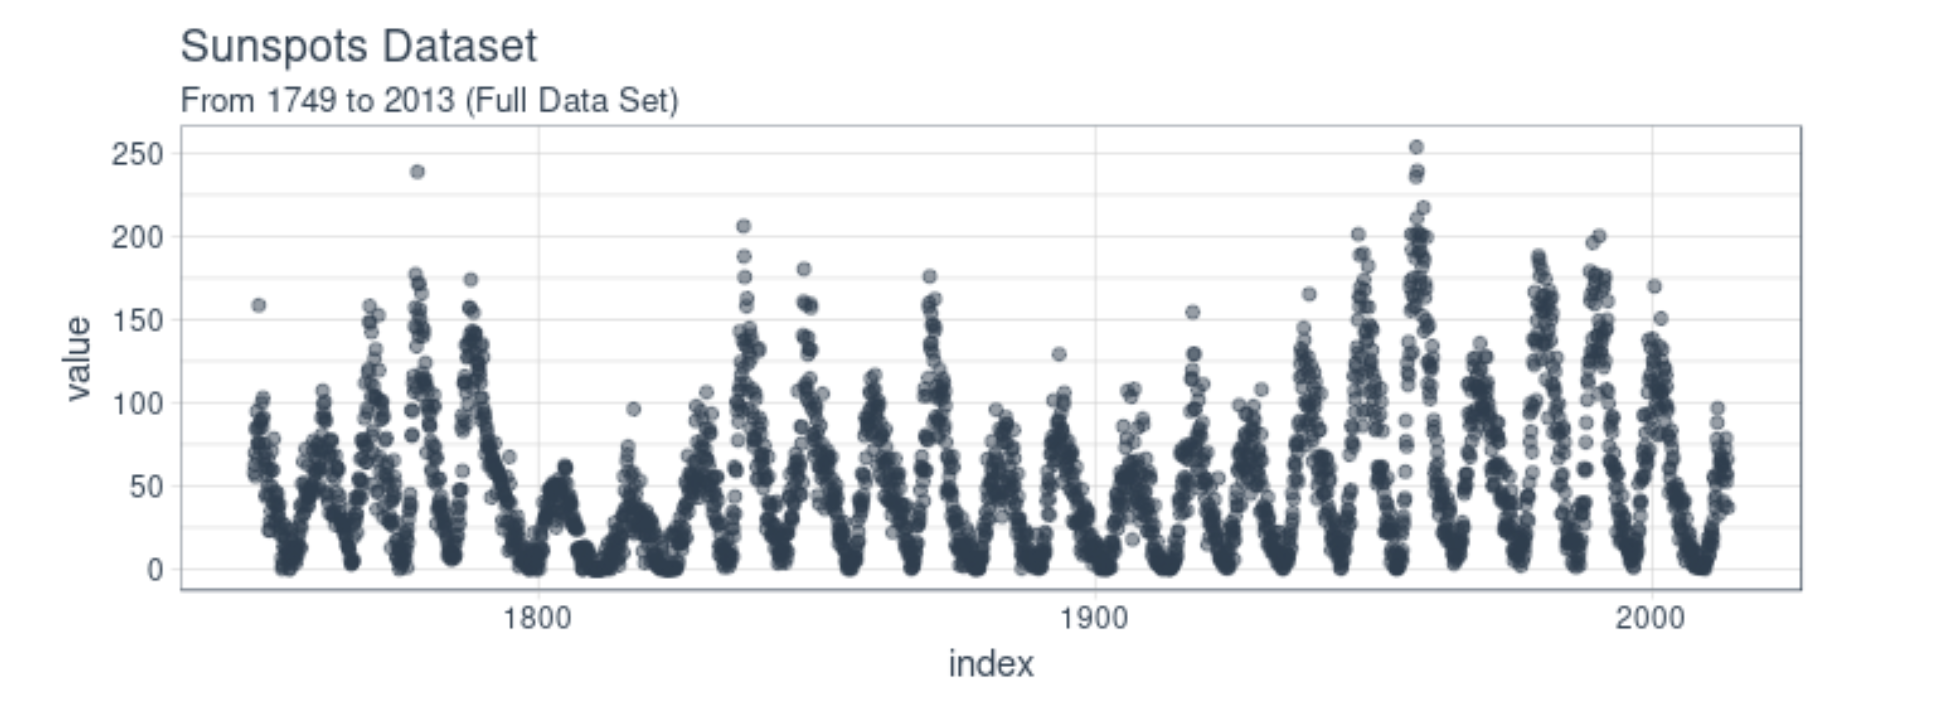 Sunspots Dataset
From 1749 to 2013 (Full Data Set)
250
200
150
100
50
0
value
1800 1900 2000
index